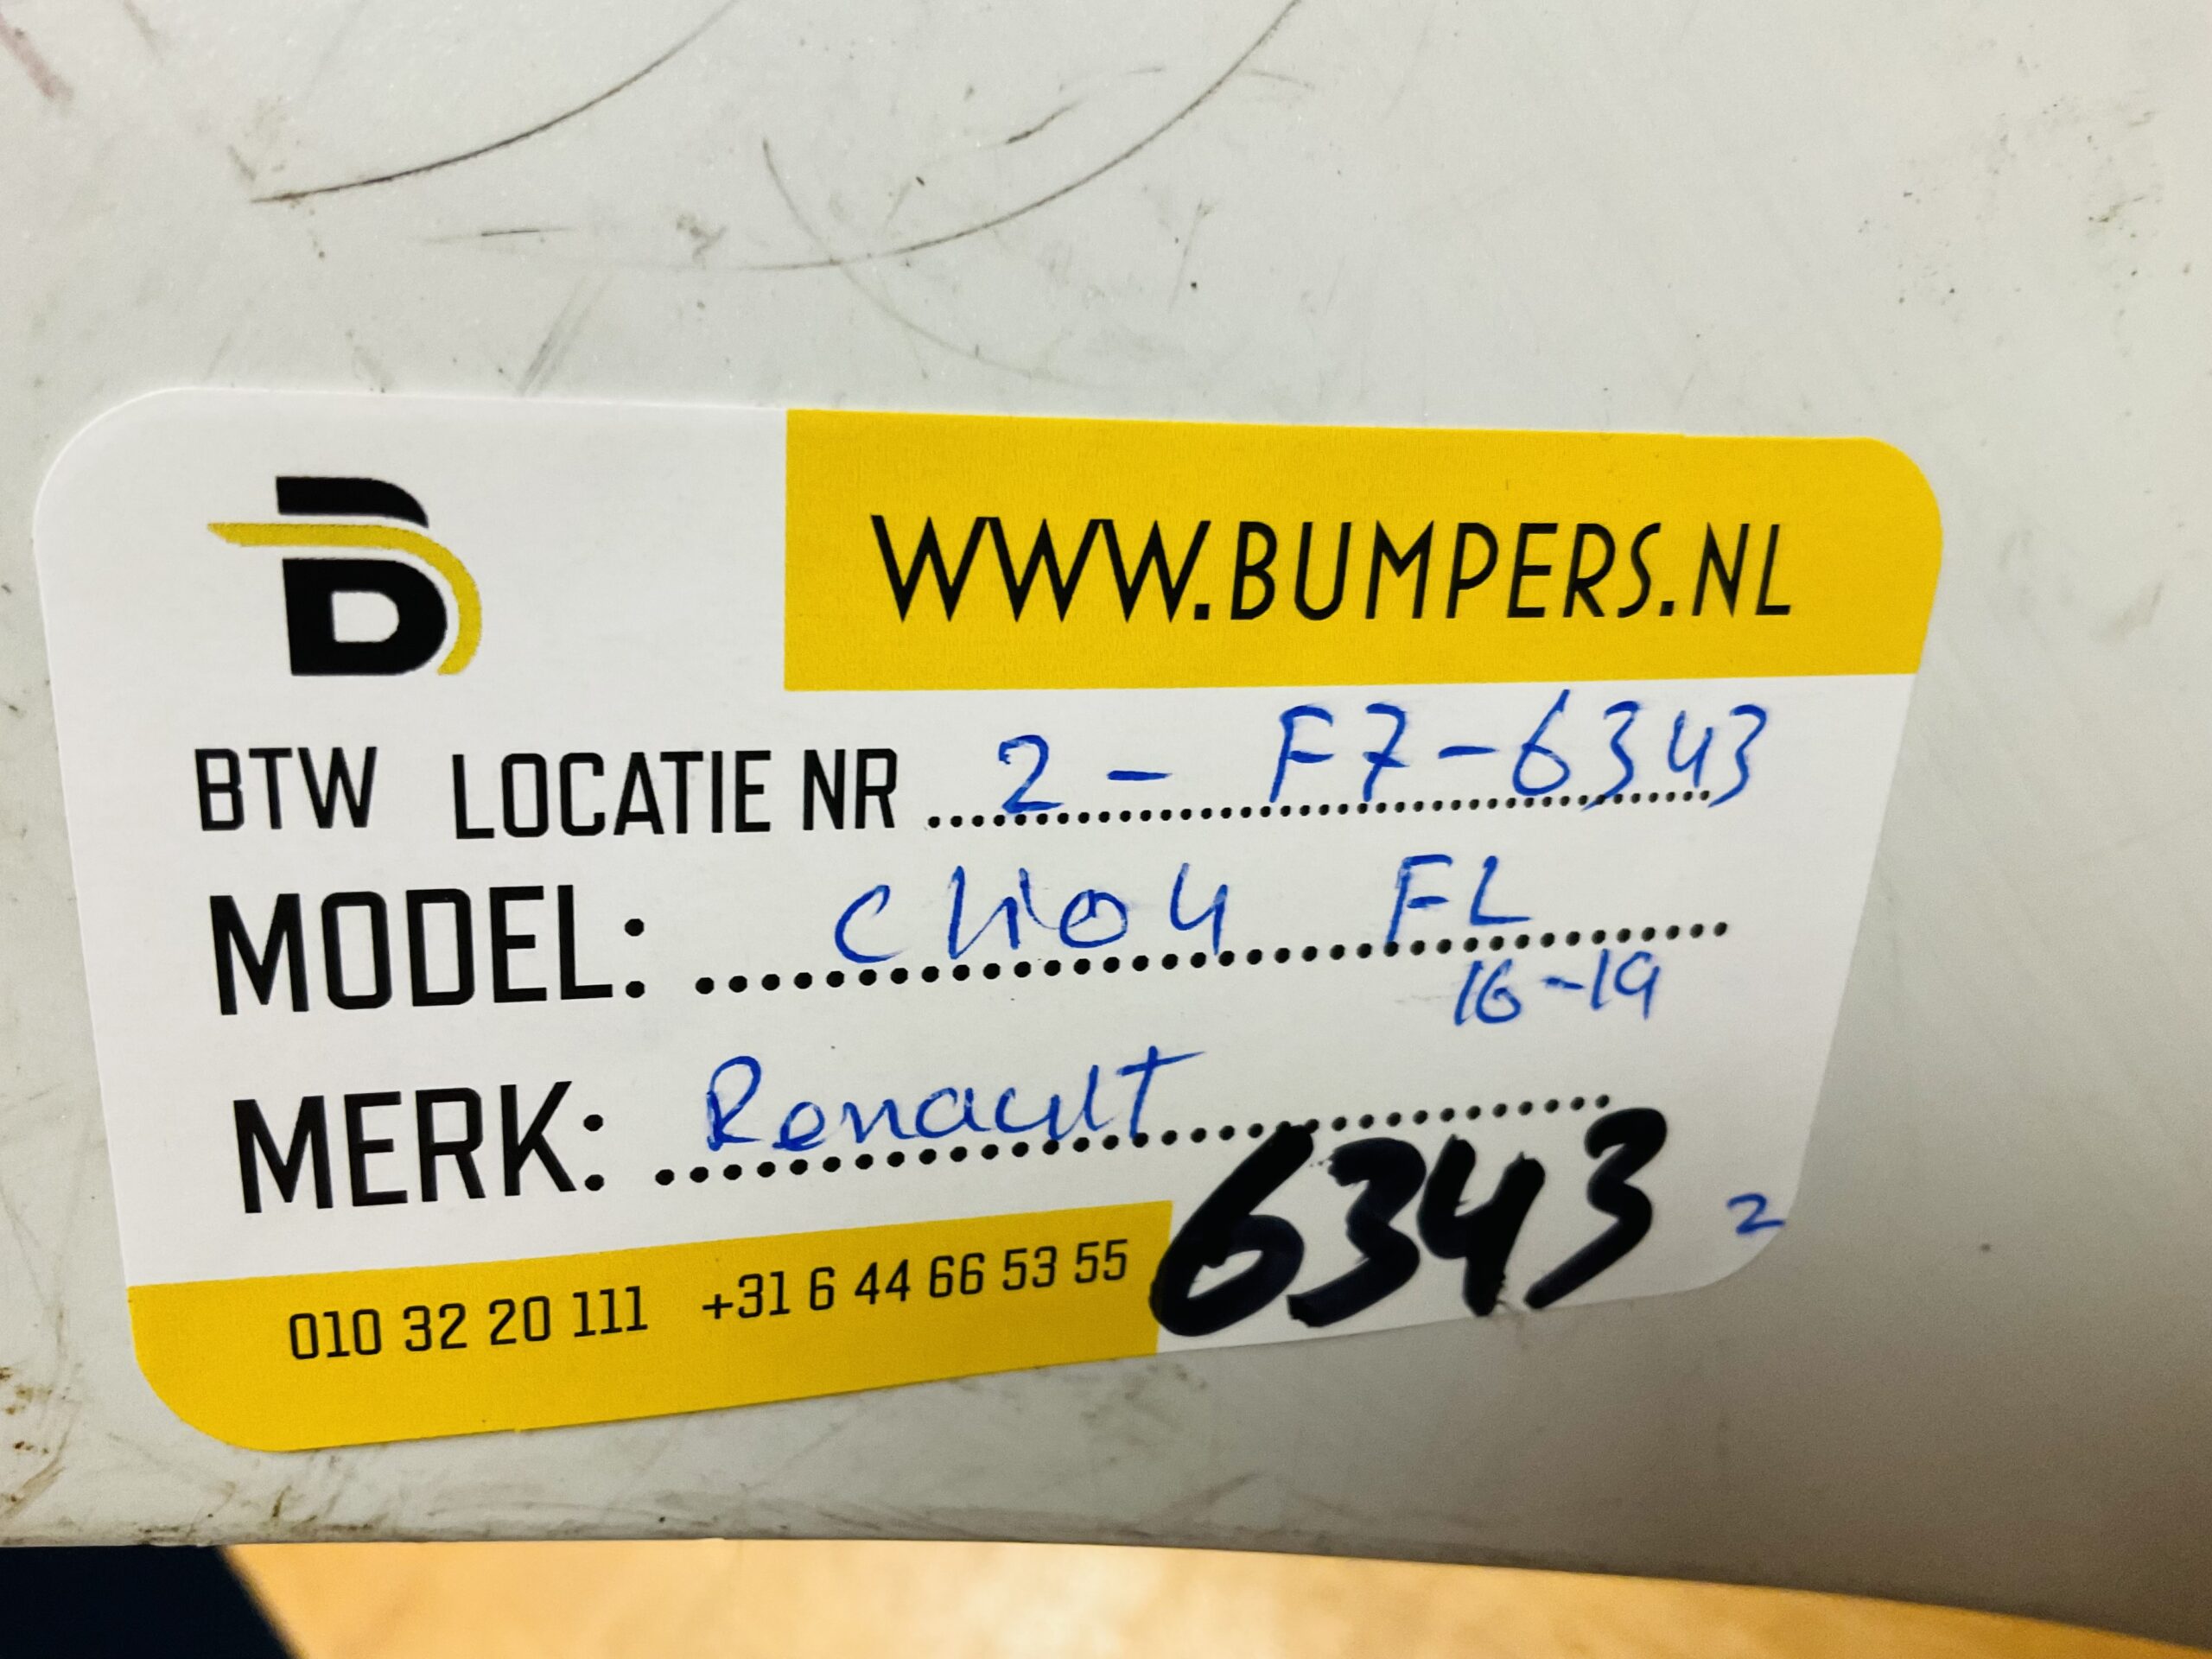 B
WWW.BUMPERS.NL
BTW LOCATIE NR 2 - F7-6343
MODEL: CLIO 4 FL
16-19
MERK: Renault
6343 2
010 32 20 111 +31 6 44 66 53 55